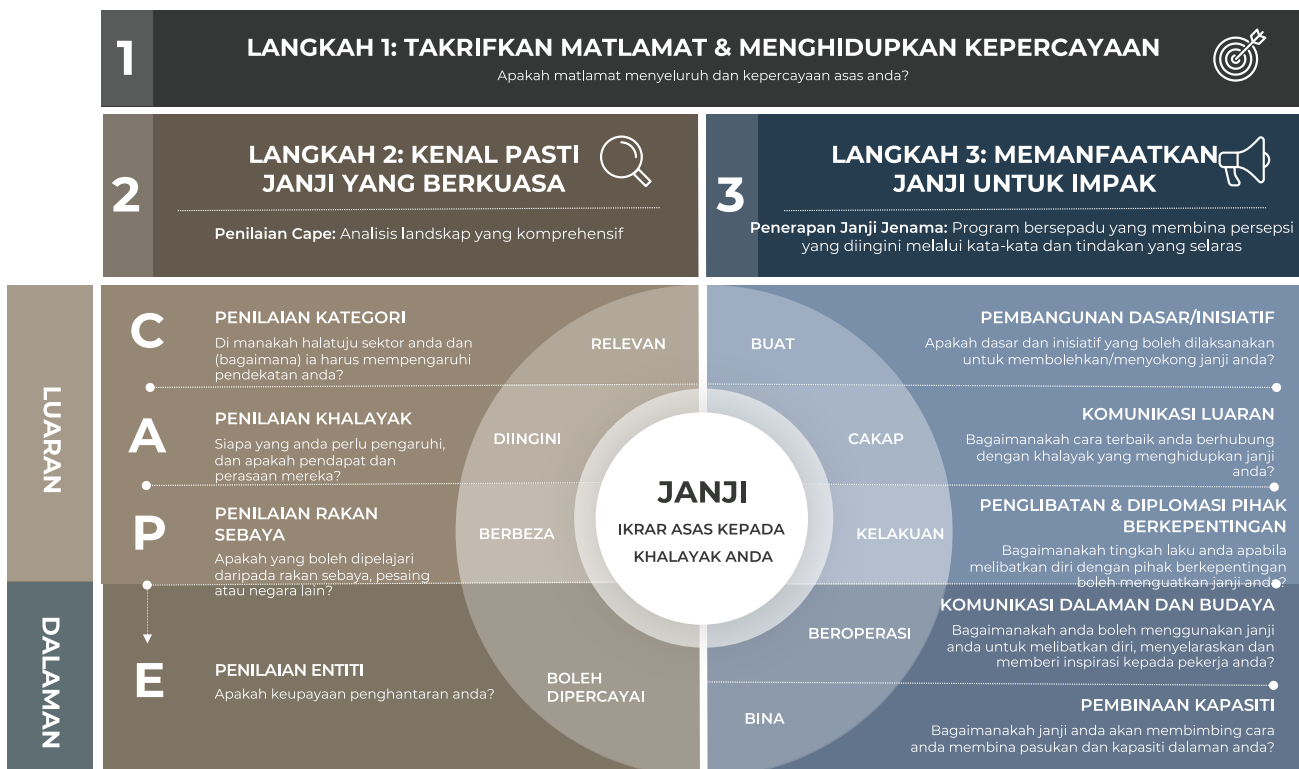 1
LANGKAH 1: TAKRIFKAN MATLAMAT & MENGHIDUPKAN KEPERCAYAAN
Apakah matlamat menyeluruh dan kepercayaan asas anda?
2
LANGKAH 2: KENAL PASTI
JANJI YANG BERKUASA
Penilaian Cape: Analisis landskap yang komprehensif
3
LANGKAH 3: MEMANFAATKAN
JANJI UNTUK IMPAK
Penerapan Janji Jenama: Program bersepadu yang membina persepsi
yang diingini melalui kata-kata dan tindakan yang selaras
LUARAN
DALAMAN
C
PENILAIAN KATEGORI
Di manakah halatuju sektor anda dan
(bagaimana) ia harus mempengaruhi
pendekatan anda?
RELEVAN
A
PENILAIAN KHALAYAK
Siapa yang anda perlu pengaruhi,
dan apakah pendapat dan
perasaan mereka?
DIINGINI
P
PENILAIAN RAKAN
SEBAYA
Apakah yang boleh dipelajari
daripada rakan sebaya, pesaing
atau negara lain?
BERBEZA
E
PENILAIAN ENTITI
Apakah keupayaan penghantaran anda?
BOLEH
DIPERCAYAI
JANJI
IKRAR ASAS KEPADA
KHALAYAK ANDA
BUAT
PEMBANGUNAN DASAR/INISIATIF
Apakah dasar dan inisiatif yang boleh dilaksanakan
untuk membolehkan/menyokong janji anda?
CAKAP
KOMUNIKASI LUARAN
Bagaimanakah cara terbaik anda berhubung
dengan khalayak yang menghidupkan janji
anda?
KELAKUAN
PENGLIBATAN & DIPLOMASI PIHAK
BERKEPENTINGAN
Bagaimanakah tingkah laku anda apabila
melibatkan diri dengan pihak berkepentingan
boleh menguatkan janji anda?
BEROPERASI
KOMUNIKASI DALAMAN DAN BUDAYA
Bagaimanakah anda boleh menggunakan janji
anda untuk melibatkan diri, menyelaraskan dan
memberi inspirasi kepada pekerja anda?
BINA
PEMBINAAN KAPASITI
Bagaimanakah janji anda akan membimbing cara
anda membina pasukan dan kapasiti dalaman anda?